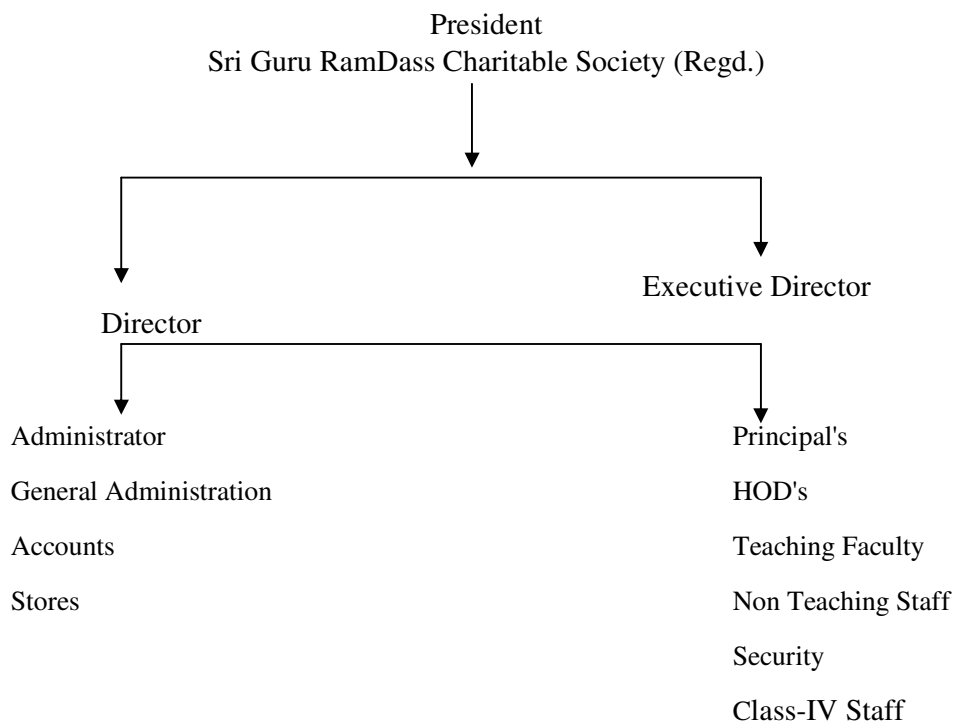 President
Sri Guru RamDass Charitable Society (Regd.)
Executive Director
Director
Administrator
General Administration
Accounts
Stores
Principal's
HOD's
Teaching Faculty
Non Teaching Staff
Security
Class-IV Staff